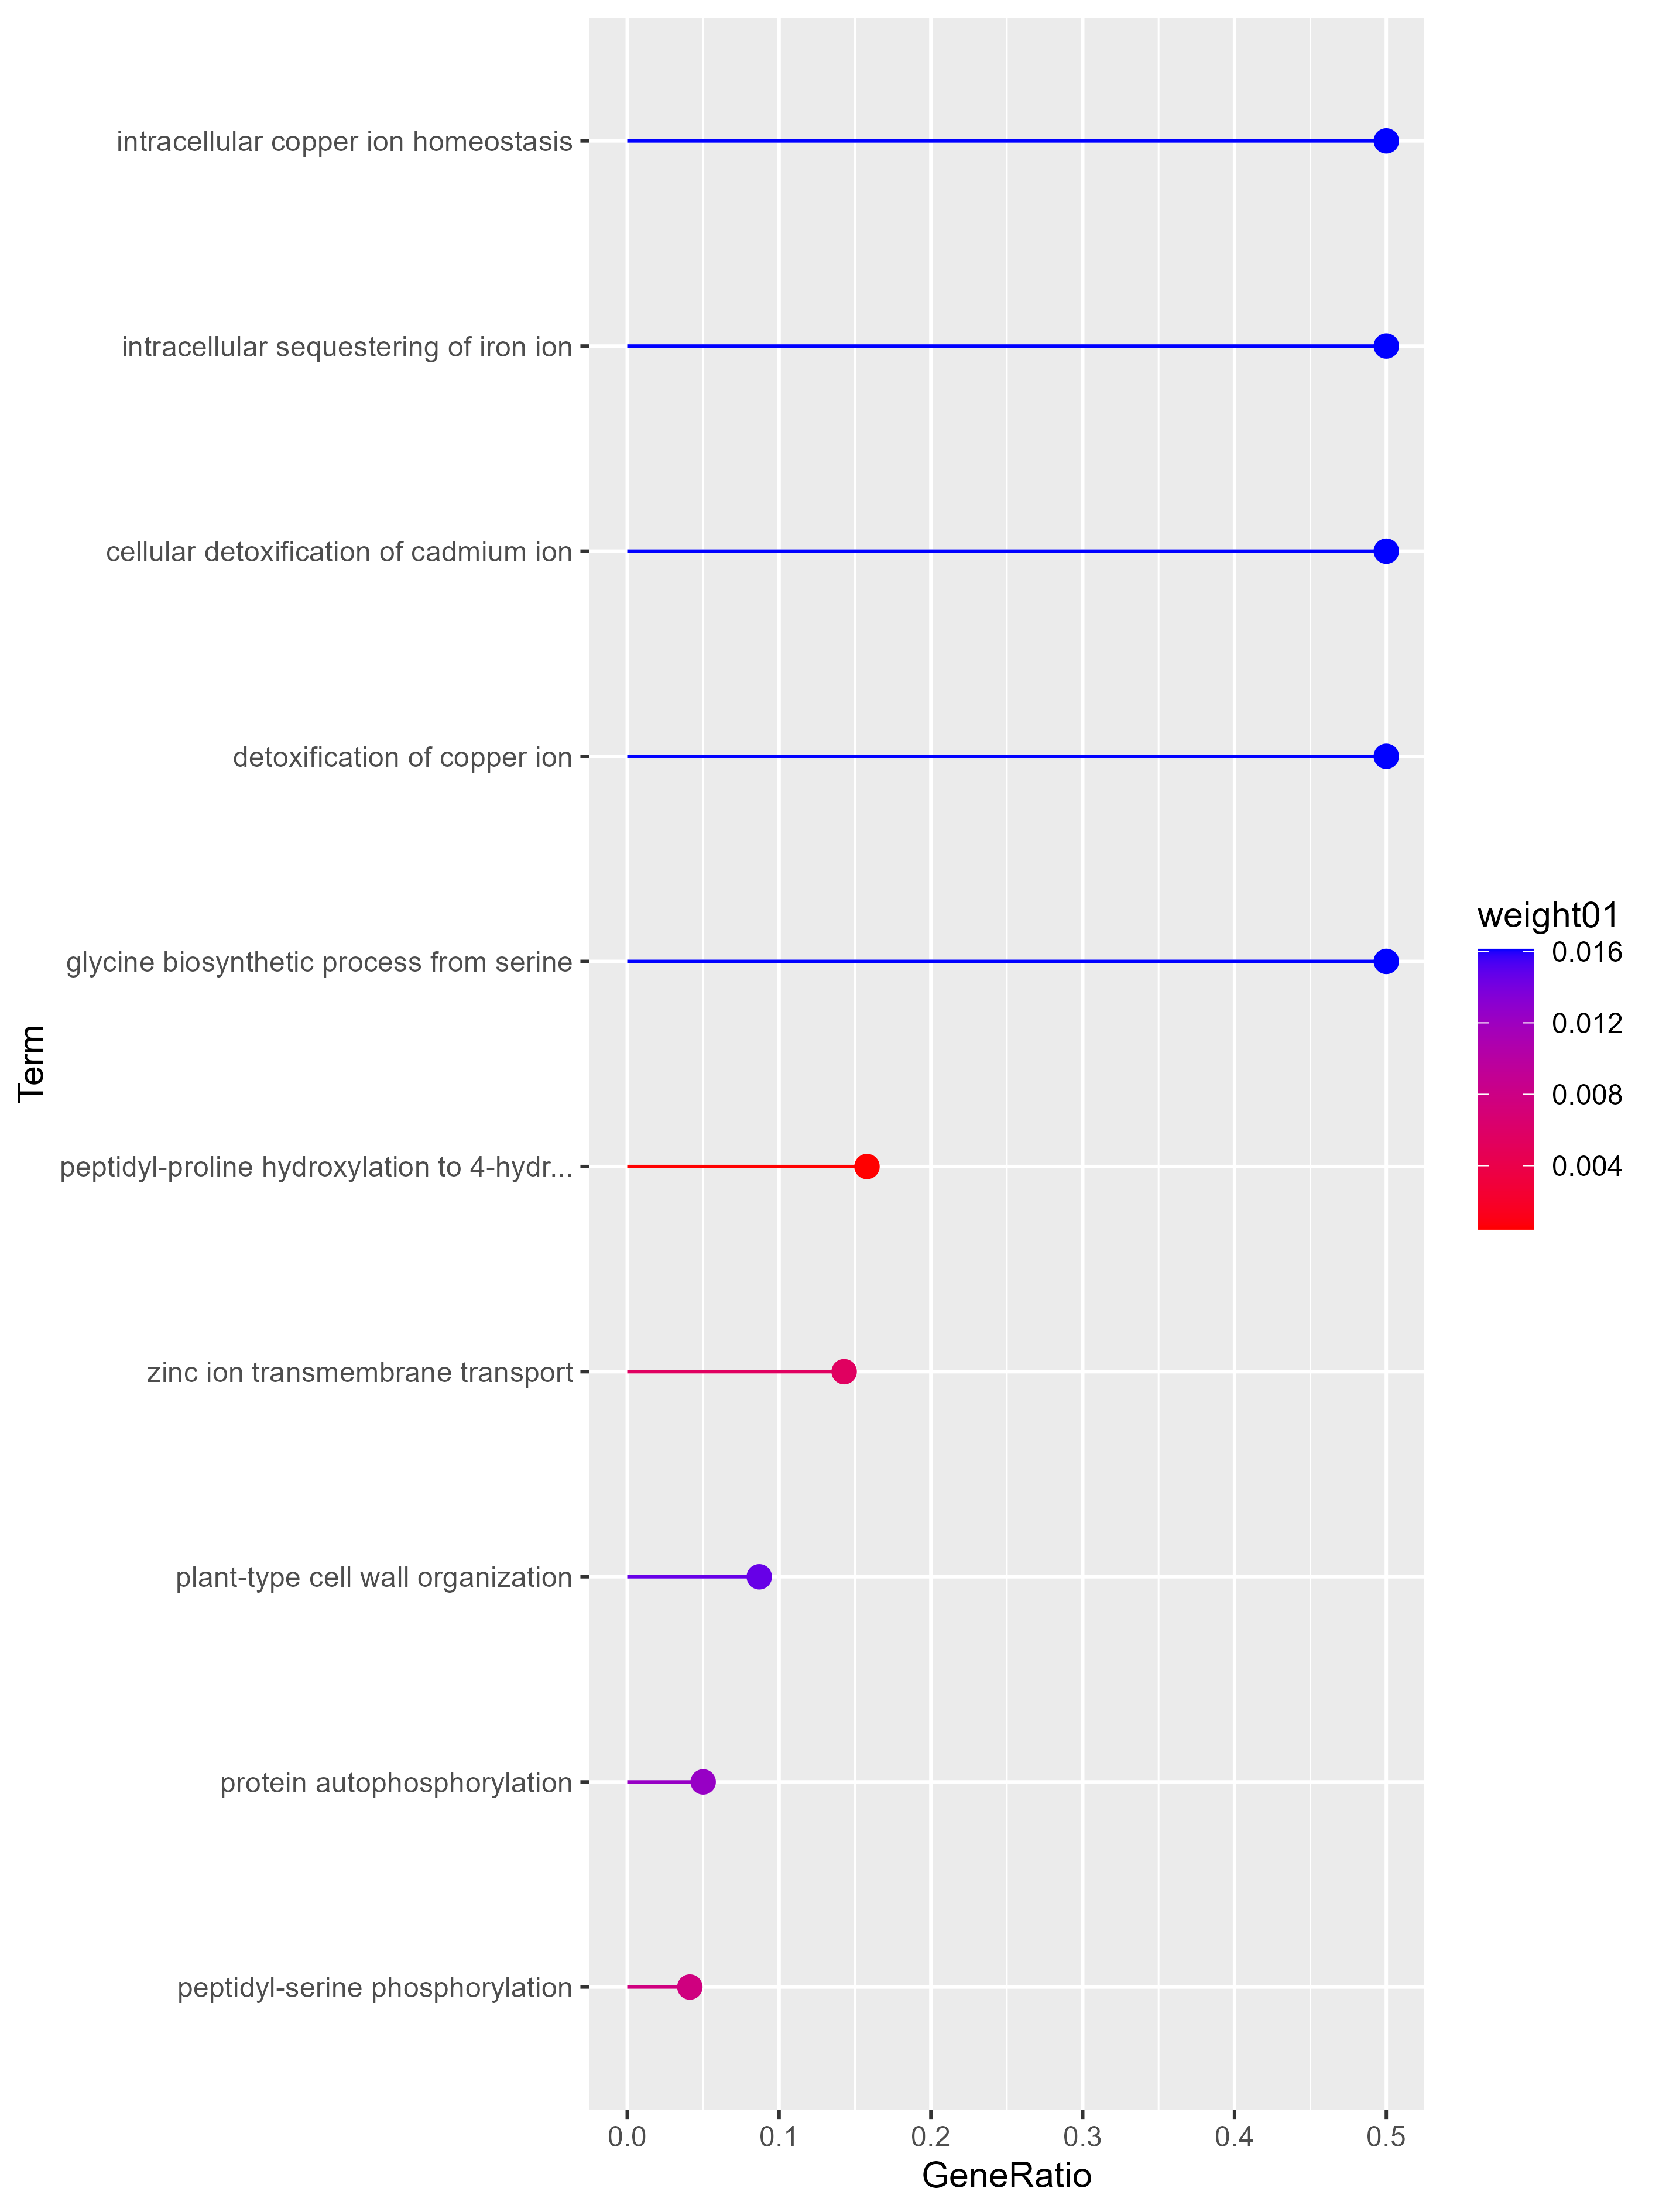 intracellular copper ion homeostasis
intracellular sequestering of iron ion
cellular detoxification of cadmium ion
detoxification of copper ion
glycine biosynthetic process from serine
peptidyl-proline hydroxylation to 4-hydr...
zinc ion transmembrane transport
plant-type cell wall organization
protein autophosphorylation
peptidyl-serine phosphorylation
Term
0.0 0.1 0.2 0.3 0.4 0.5
GeneRatio
weight01
0.016
0.012
0.008
0.004